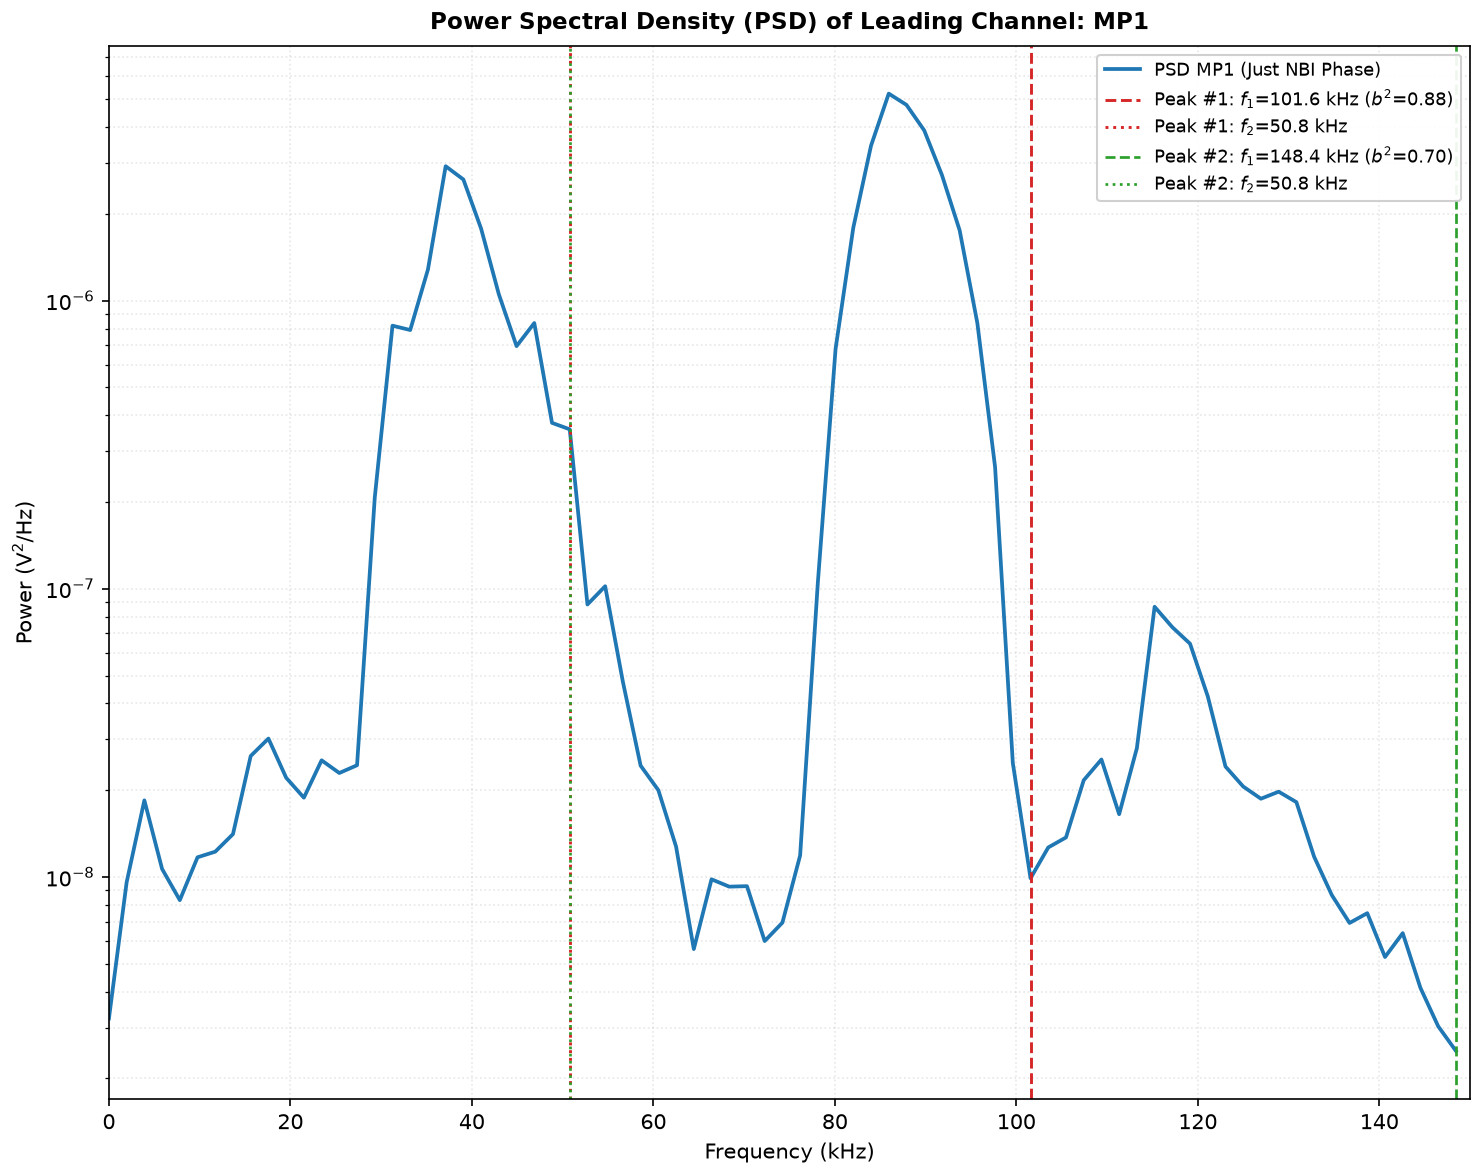 Power Spectral Density (PSD) of Leading Channel: MP1
PSD MP1 (Just NBI Phase)
Peak #1: f₁=101.6 kHz (b²=0.88)
Peak #1: f₂=50.8 kHz
Peak #2: f₁=148.4 kHz (b²=0.70)
Peak #2: f₂=50.8 kHz
Power (V²/Hz)
10⁻⁶
10⁻⁷
10⁻⁸
0 20 40 60 80 100 120 140
Frequency (kHz)